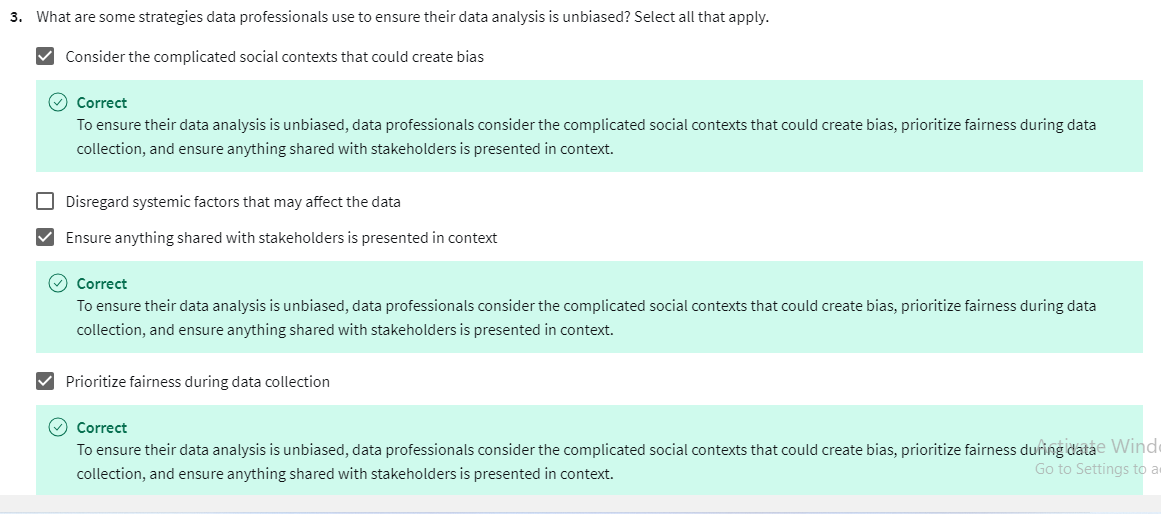 3. What are some strategies data professionals use to ensure their data analysis is unbiased? Select all that apply.
Consider the complicated social contexts that could create bias
Correct
To ensure their data analysis is unbiased, data professionals consider the complicated social contexts that could create bias, prioritize fairness during data
collection, and ensure anything shared with stakeholders is presented in context.
Disregard systemic factors that may affect the data
Ensure anything shared with stakeholders is presented in context
Correct
To ensure their data analysis is unbiased, data professionals consider the complicated social contexts that could create bias, prioritize fairness during data
collection, and ensure anything shared with stakeholders is presented in context.
Prioritize fairness during data collection
Correct
To ensure their data analysis is unbiased, data professionals consider the complicated social contexts that could create bias, prioritize fairness during data
collection, and ensure anything shared with stakeholders is presented in context.
Activate Windo
Go to Settings to a